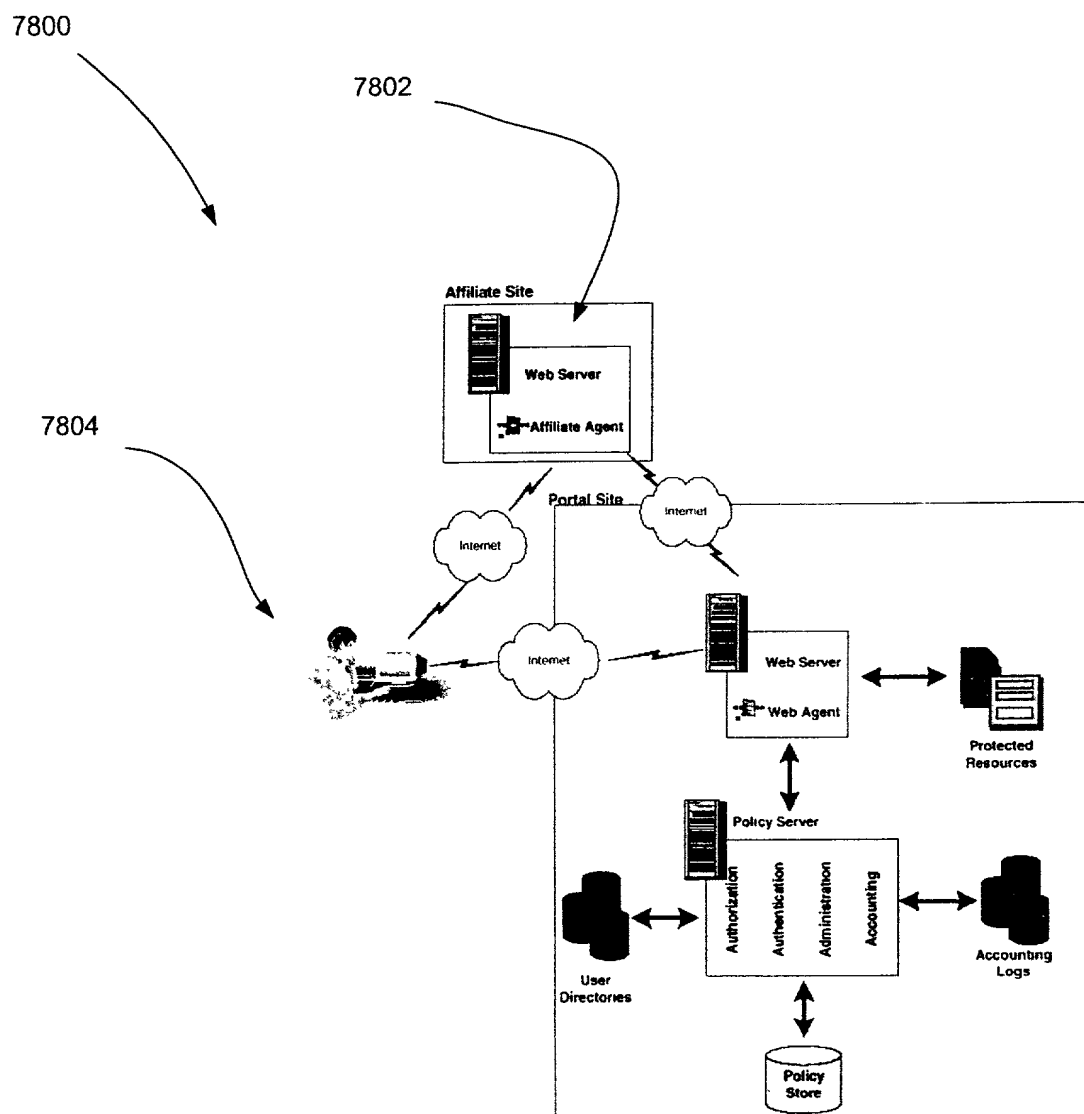 7800
7802
Affiliate Site
Web Server
Affiliate Agent
7804
Portal Site
Internet
Internet
Internet
Web Server
Web Agent
Protected
Resources
Policy Server
Authorization
Authentication
Administration
Accounting
User
Directories
Accounting
Logs
Policy
Store